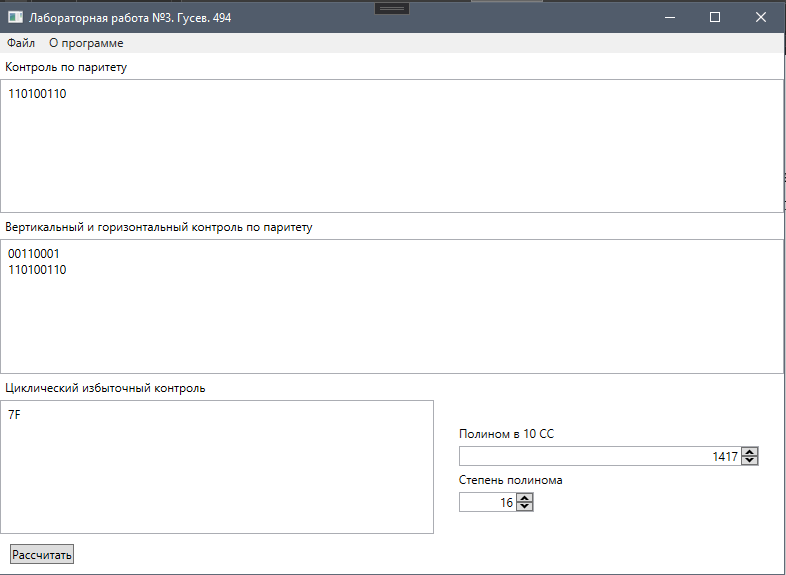 Лабораторная работа №3. Гусев. 494
Файл О программе
Контроль по паритету
110100110
Вертикальный и горизонтальный контроль по паритету
00110001
110100110
Циклический избыточный контроль
7F
Полином в 10 СС
1417
Степень полинома
16
Рассчитать